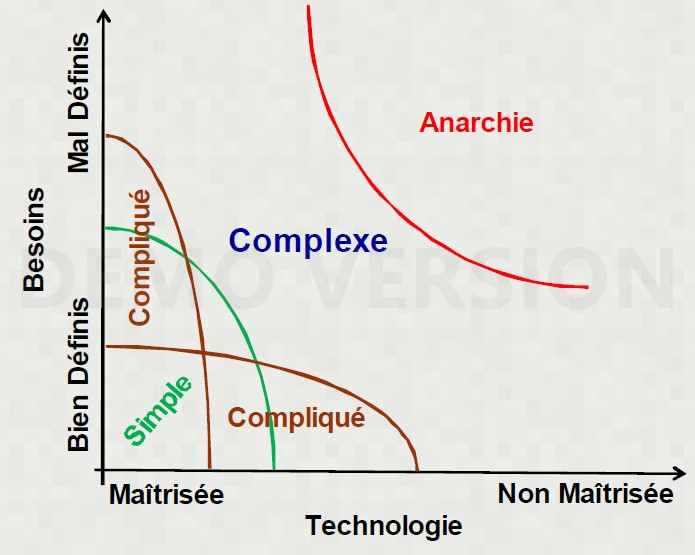 Mal Définis
Anarchie
Besoins
Compliqué
Complexe
DEMO VERSION
Bien Définis
Simple
Compliqué
Maîtrisée
Non Maîtrisée
Technologie